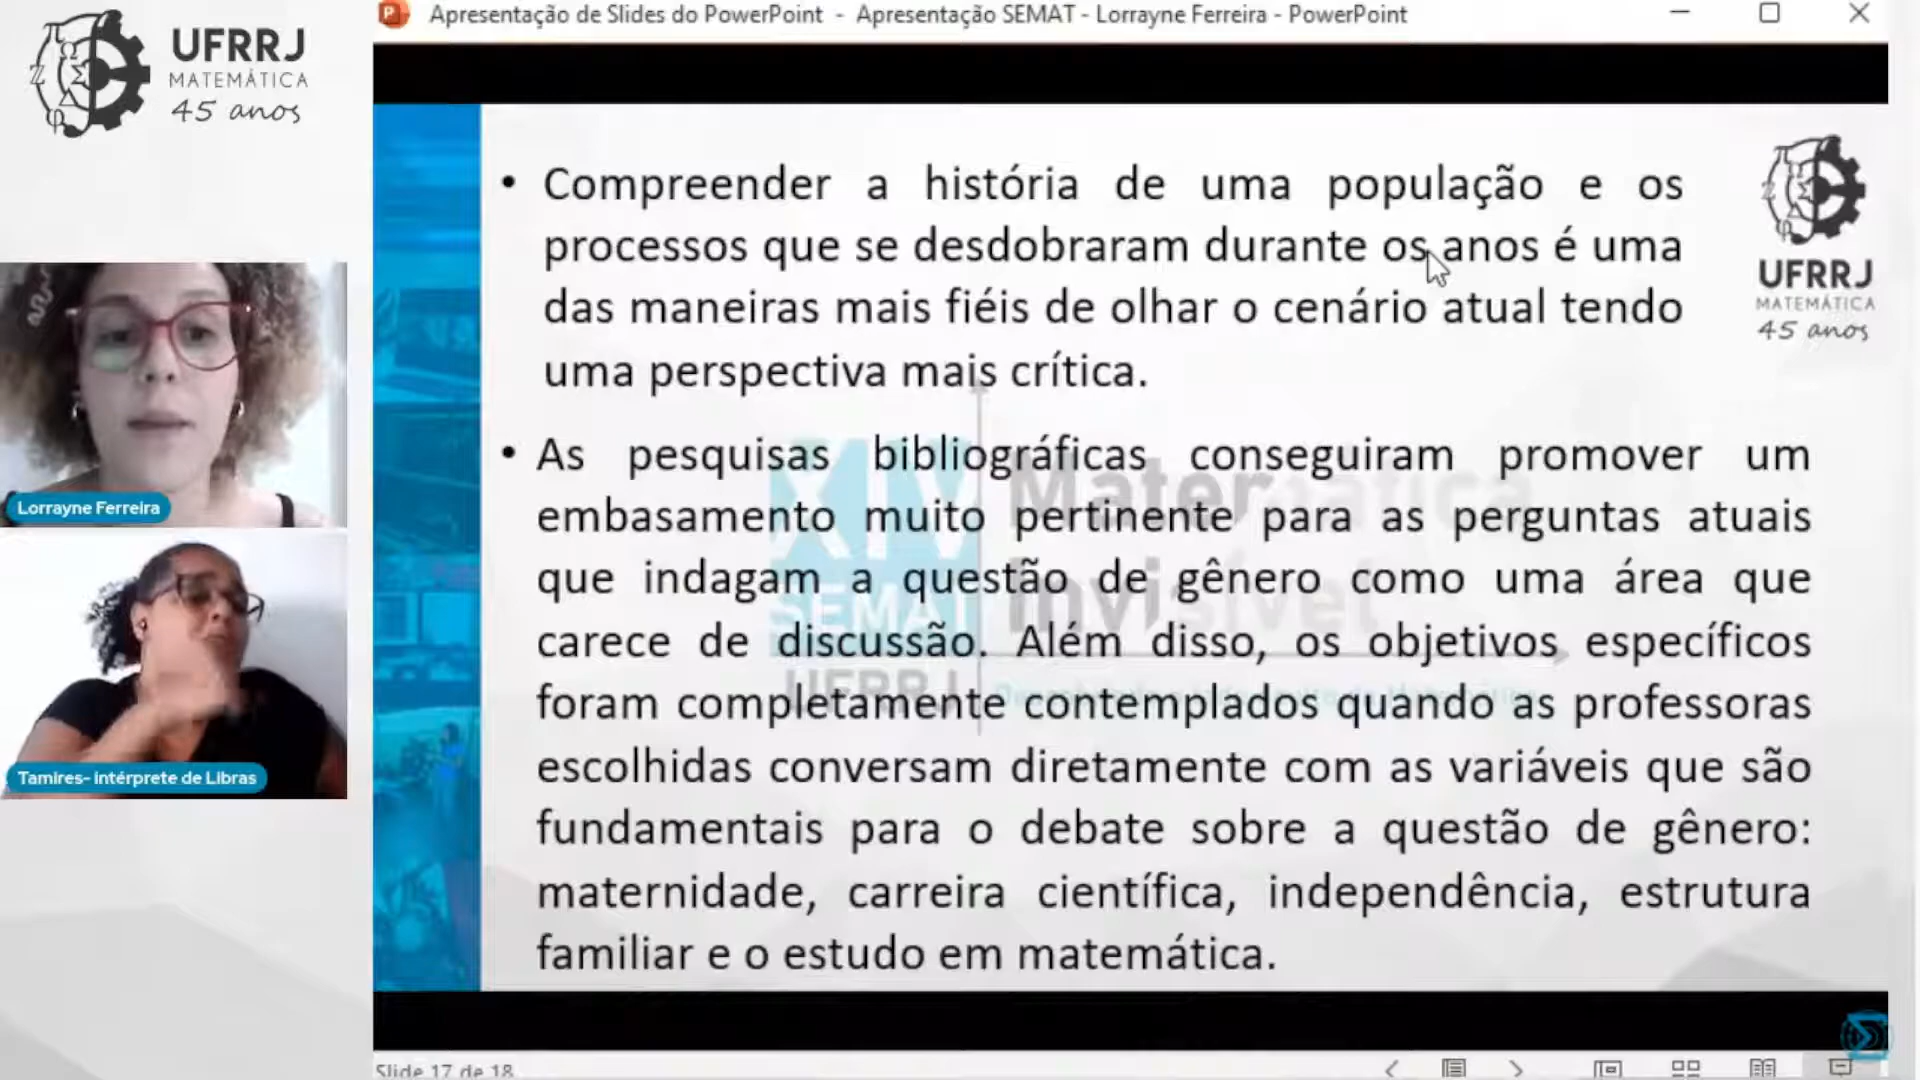 Apresentação de Slides do PowerPoint - Apresentação SEMAT - Lorrayne Ferreira - PowerPoint
UFRRJ
MATEMÁTICA
45 anos
• Compreender a história de uma população e os
processos que se desdobraram durante os anos é uma
das maneiras mais fiéis de olhar o cenário atual tendo
uma perspectiva mais crítica.
UFRRJ
MATEMÁTICA
45 anos
• As pesquisas bibliográficas conseguiram promover um
embasamento muito pertinente para as perguntas atuais
que indagam a questão de gênero como uma área que
carece de discussão. Além disso, os objetivos específicos
foram completamente contemplados quando as professoras
escolhidas conversam diretamente com as variáveis que são
fundamentais para o debate sobre a questão de gênero:
maternidade, carreira científica, independência, estrutura
familiar e o estudo em matemática.
XIV
SEMAT
UFRRJ
Matemática
Invisível
Lorrayne Ferreira
Tamires- intérprete de Libras
Slide 17 de 18